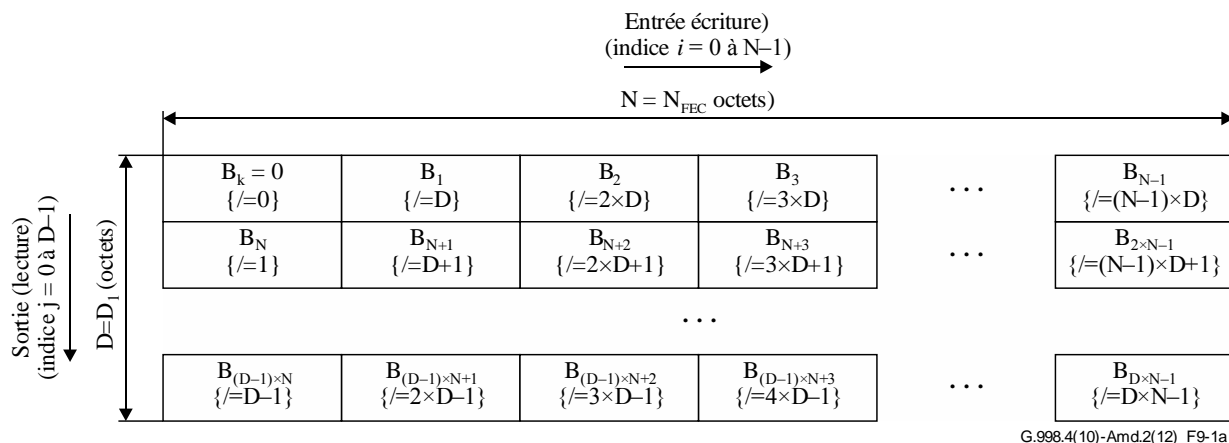 Entrée écriture)
(indice i = 0 à N–1)
N = N_FEC octets)
Sortie (lecture)
(indice j = 0 à D–1)
D=D_1 (octets)
B_k = 0 B_1 B_2 B_3 ... B_N–1
{/=0} {/=D} {/=2×D} {/=3×D} {/=(N–1)×D}
B_N B_N+1 B_N+2 B_N+3 ... B_2×N–1
{/=1} {/=D+1} {/=2×D+1} {/=3×D+1} {/=(N–1)×D+1}
...
B_(D–1)×N B_(D–1)×N+1 B_(D–1)×N+2 B_(D–1)×N+3 ... B_D×N–1
{/=D–1} {/=2×D–1} {/=3×D–1} {/=4×D–1} {/=D×N–1}
G.998.4(10)-Amd.2(12)_F9-1a